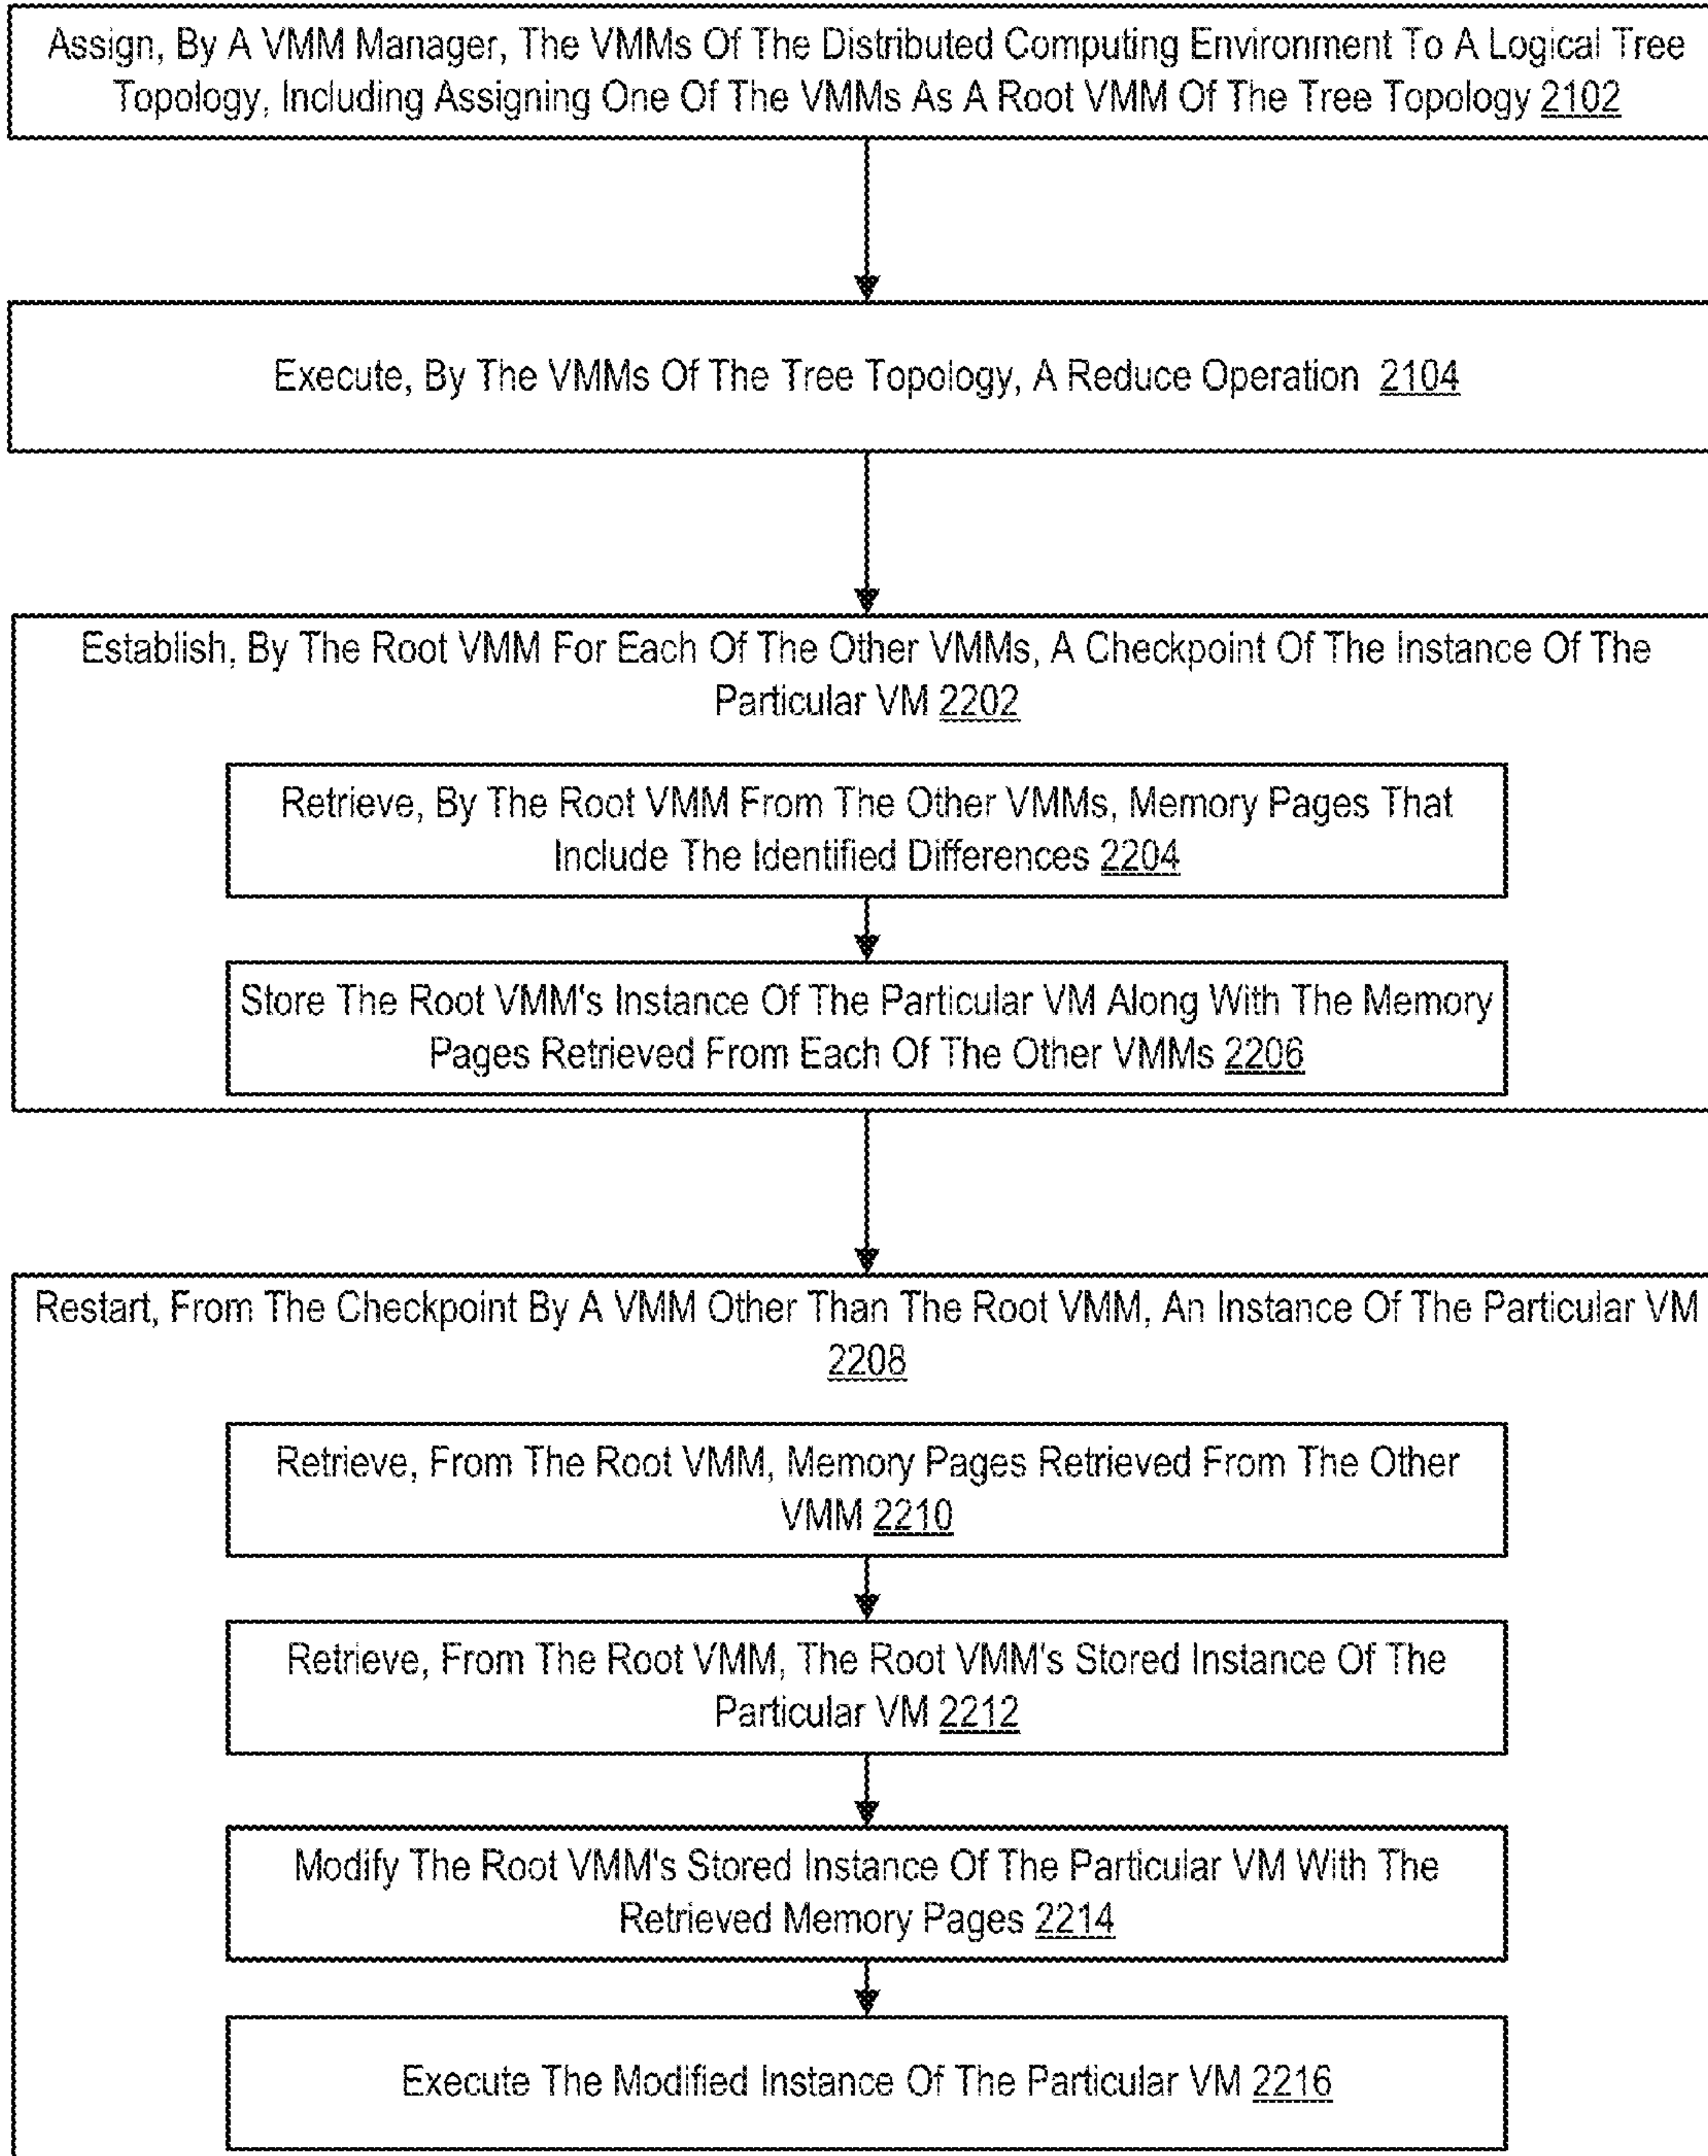 Assign, By A VMM Manager, The VMMs Of The Distributed Computing Environment To A Logical Tree
Topology, Including Assigning One Of The VMMs As A Root VMM Of The Tree Topology 2102
Execute, By The VMMs Of The Tree Topology, A Reduce Operation 2104
Establish, By The Root VMM For Each Of The Other VMMs, A Checkpoint Of The Instance Of The
Particular VM 2202
Retrieve, By The Root VMM From The Other VMMs, Memory Pages That
Include The Identified Differences 2204
Store The Root VMM's Instance Of The Particular VM Along With The Memory
Pages Retrieved From Each Of The Other VMMs 2206
Restart, From The Checkpoint By A VMM Other Than The Root VMM, An Instance Of The Particular VM
2208
Retrieve, From The Root VMM, Memory Pages Retrieved From The Other
VMM 2210
Retrieve, From The Root VMM, The Root VMM's Stored Instance Of The
Particular VM 2212
Modify The Root VMM's Stored Instance Of The Particular VM With The
Retrieved Memory Pages 2214
Execute The Modified Instance Of The Particular VM 2216